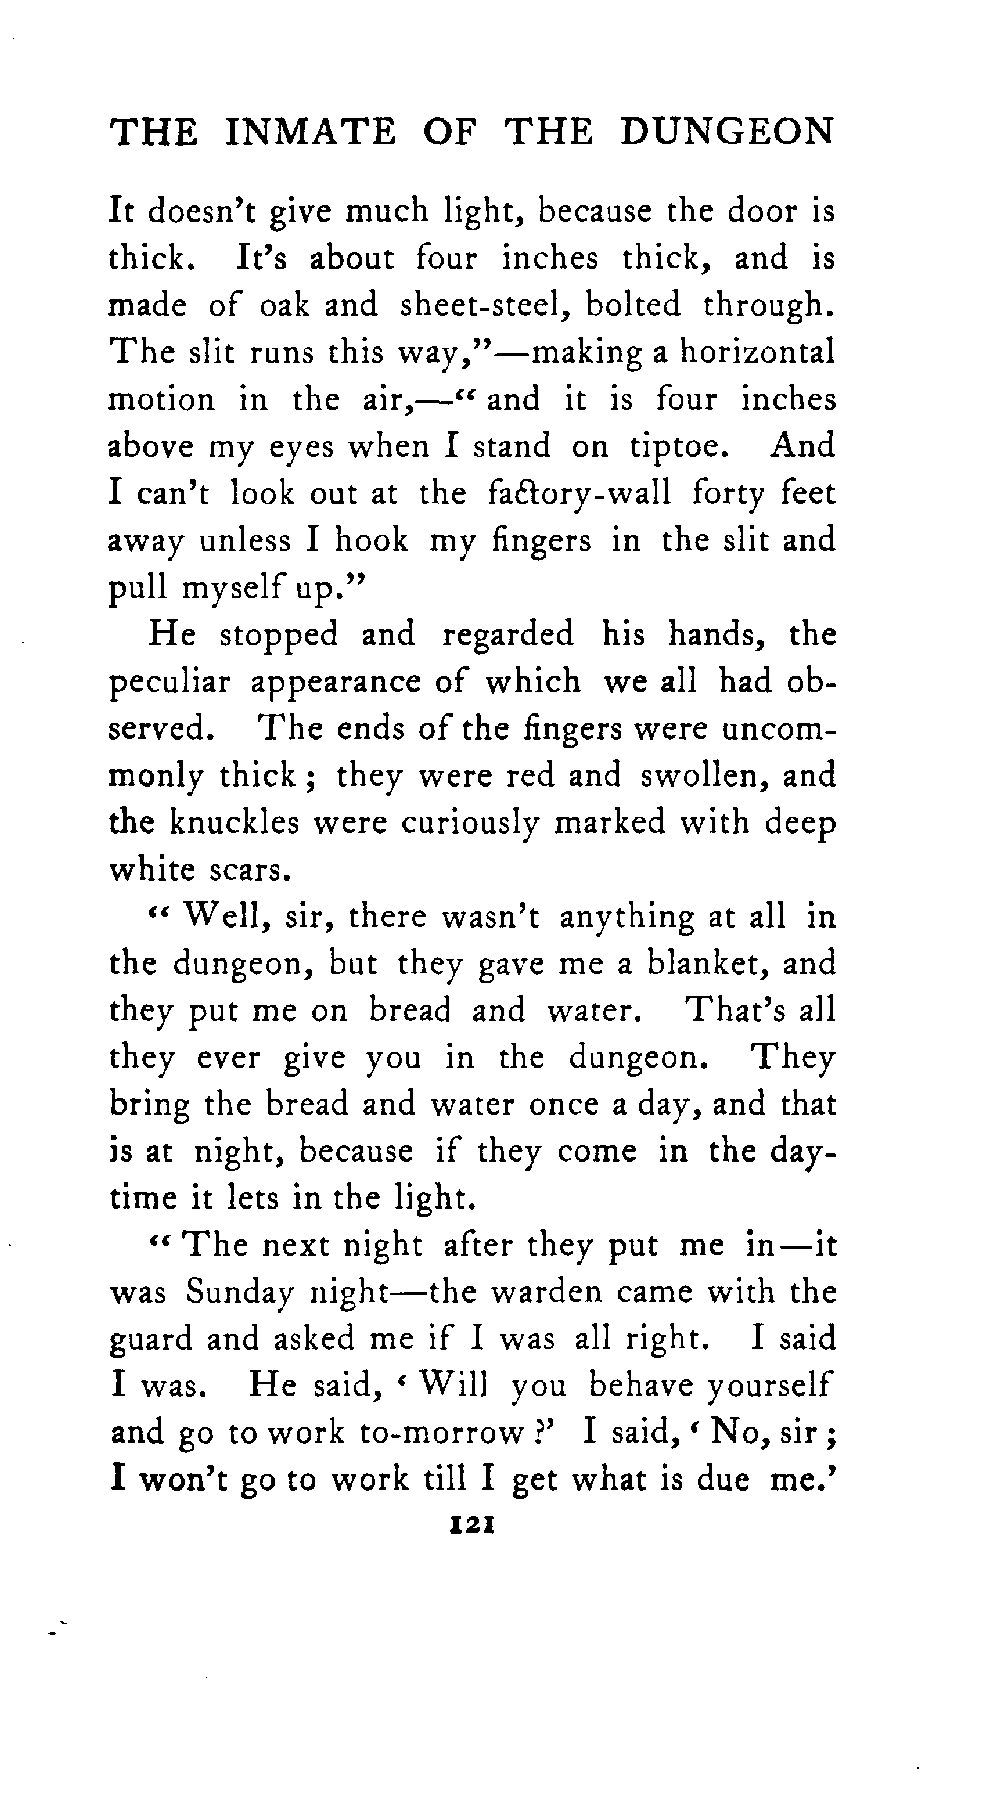 THE INMATE OF THE DUNGEON
It doesn't give much light, because the door is
thick. It's about four inches thick, and is
made of oak and sheet-steel, bolted through.
The slit runs this way,"—making a horizontal
motion in the air,—"and it is four inches
above my eyes when I stand on tiptoe. And
I can't look out at the factory-wall forty feet
away unless I hook my fingers in the slit and
pull myself up."
He stopped and regarded his hands, the
peculiar appearance of which we all had ob-
served. The ends of the fingers were uncom-
monly thick; they were red and swollen, and
the knuckles were curiously marked with deep
white scars.
"Well, sir, there wasn't anything at all in
the dungeon, but they gave me a blanket, and
they put me on bread and water. That's all
they ever give you in the dungeon. They
bring the bread and water once a day, and that
is at night, because if they come in the day-
time it lets in the light.
"The next night after they put me in—it
was Sunday night—the warden came with the
guard and asked me if I was all right. I said
I was. He said, 'Will you behave yourself
and go to work to-morrow?' I said, 'No, sir;
I won't go to work till I get what is due me.'
121